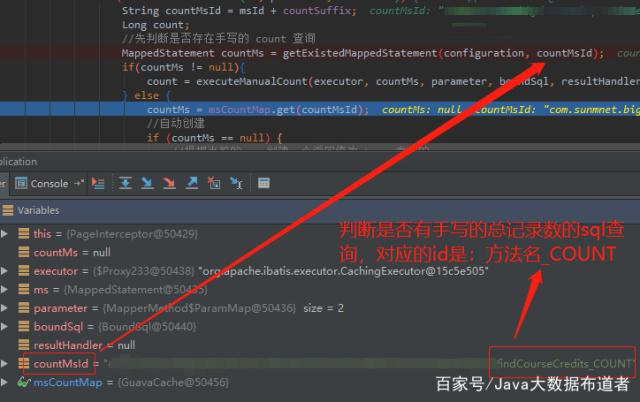 String countMsId = msId + countSuffix; countMsId: "
Long count;
//先判断是否存在手写的 count 查询
MappedStatement countMs = getExistedMappedStatement(configuration, countMsId);
if(countMs != null){
count = executeManualCount(executor, countMs, parameter, boundSql, resultHandler
} else {
countMs = msCountMap.get(countMsId); countMs: null countMsId: "com.sunmnet.big
//自动创建
if (countMs == null) {
plication
Console
Variables
this = {PageInterceptor@50429}
countMs = null
executor = {$Proxy233@50438} "org.apache.ibatis.executor.CachingExecutor@15c5e505"
ms = {MappedStatement@50435}
parameter = {MapperMethod$ParamMap@50436} size = 2
boundSql = {BoundSql@50440}
resultHandler = null
countMsId = "
findCourseCredits_COUNT"
msCountMap = {GuavaCache@50456}
判断是否有手写的总记录数的sql查
询，对应的id是：方法名_COUNT
百家号/Java大数据布道者